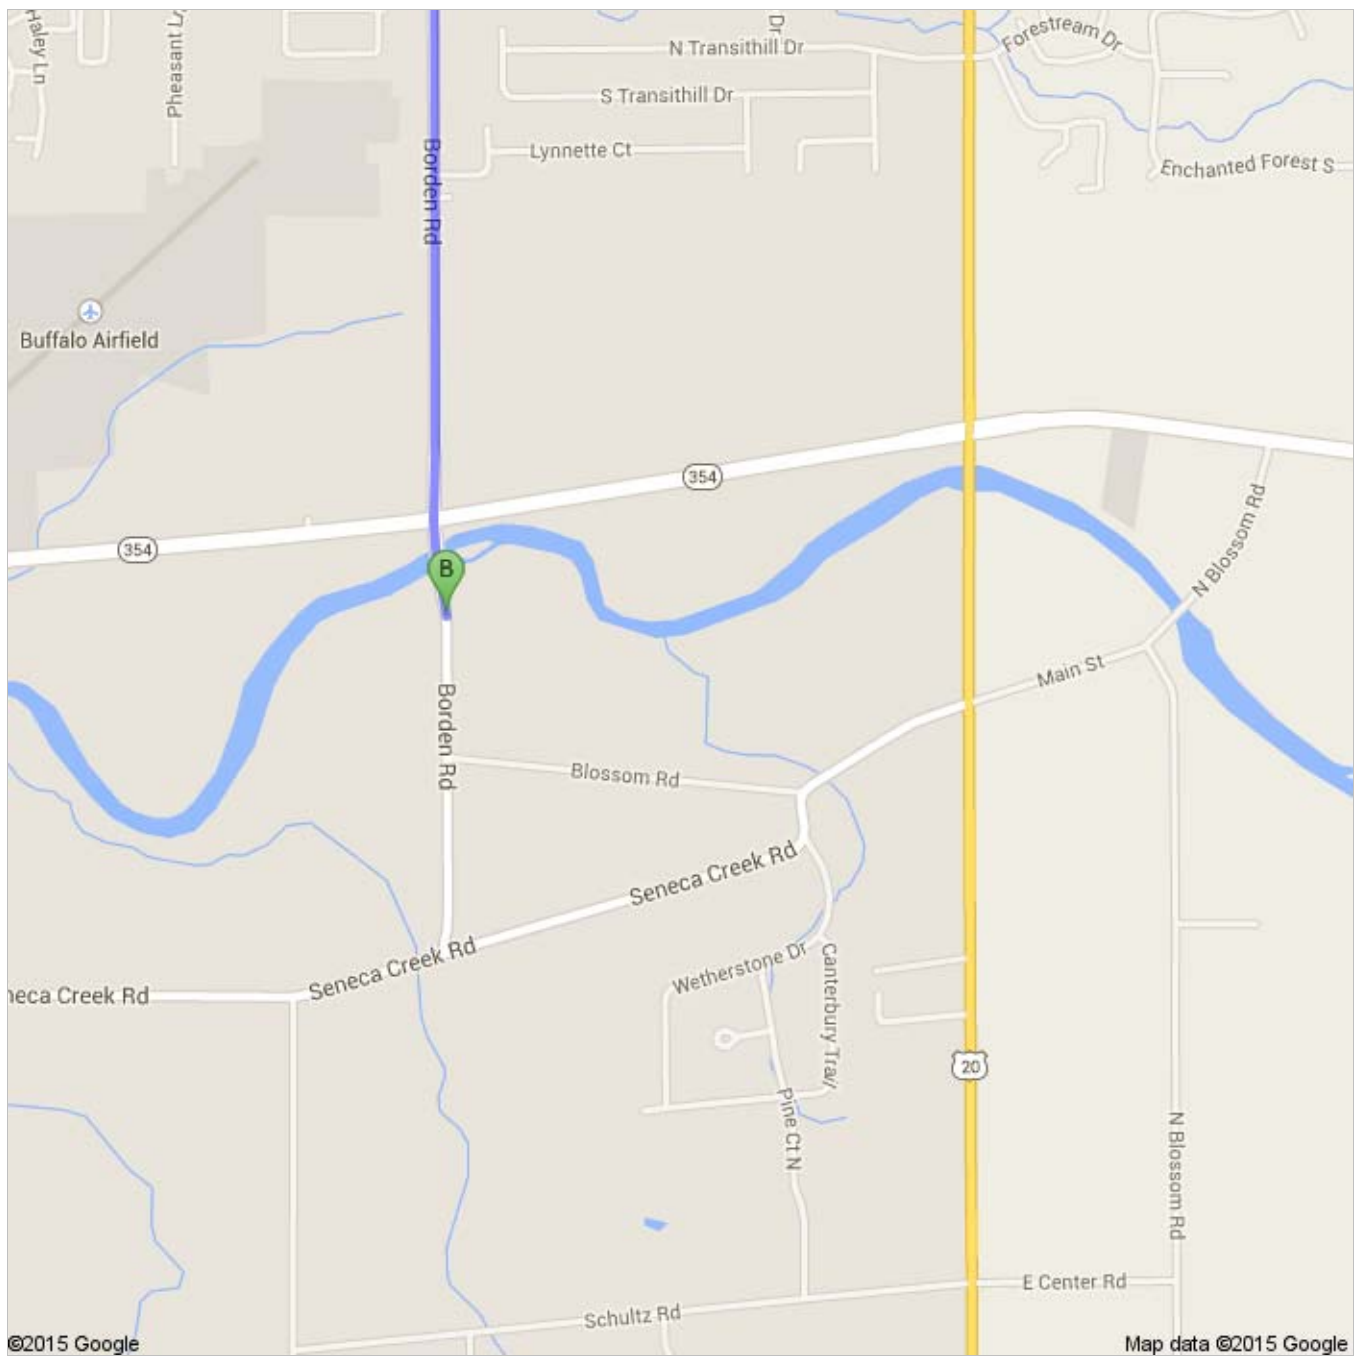 Haley Ln
Pheasant Ln
Dr
N Transithill Dr
Forestream Dr
S Transithill Dr
Borden Rd
Lynnette Ct
Enchanted Forest S
Buffalo Airfield
354
354
B
N Blossom Rd
Main St
Borden Rd
Blossom Rd
Seneca Creek Rd
Seneca Creek Rd
neca Creek Rd
Wetherstone Dr
Canterbury Trail
20
Pine Ct N
N Blossom Rd
E Center Rd
Schultz Rd
©2015 Google
Map data ©2015 Google